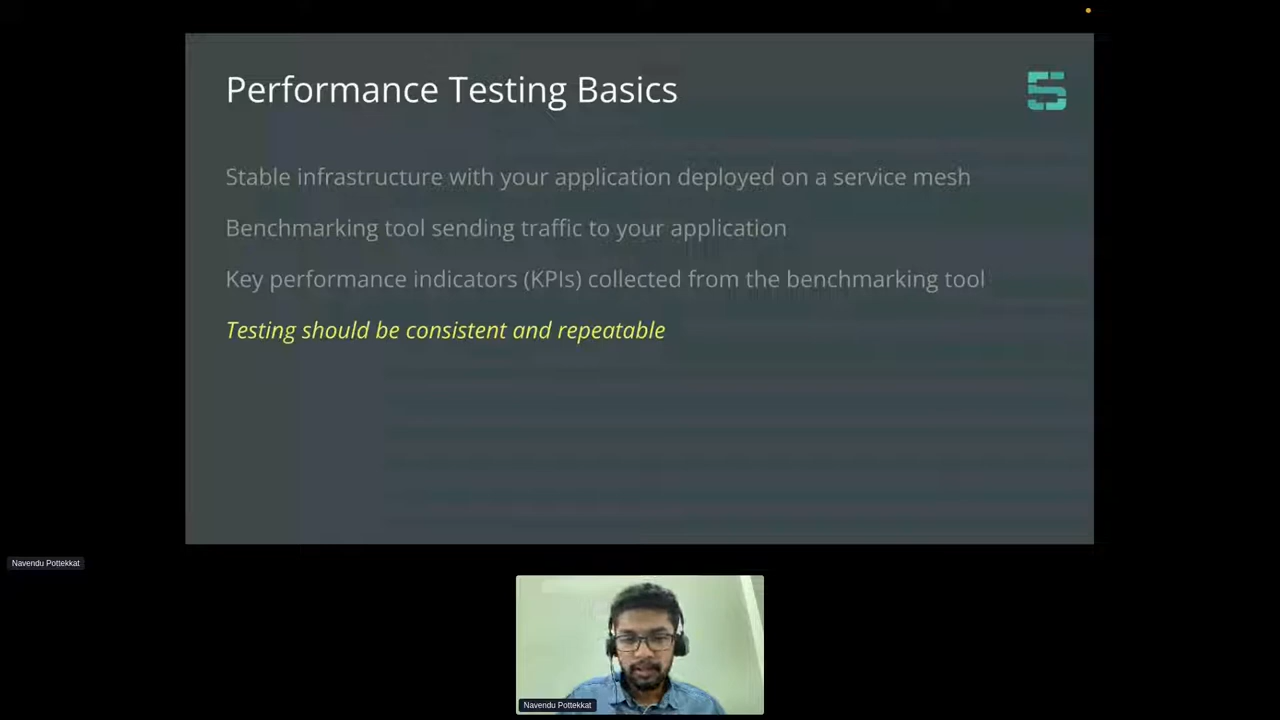 Performance Testing Basics
Stable infrastructure with your application deployed on a service mesh
Benchmarking tool sending traffic to your application
Key performance indicators (KPIs) collected from the benchmarking tool
Testing should be consistent and repeatable
Navendu Pottekkat
Navendu Pottekkat